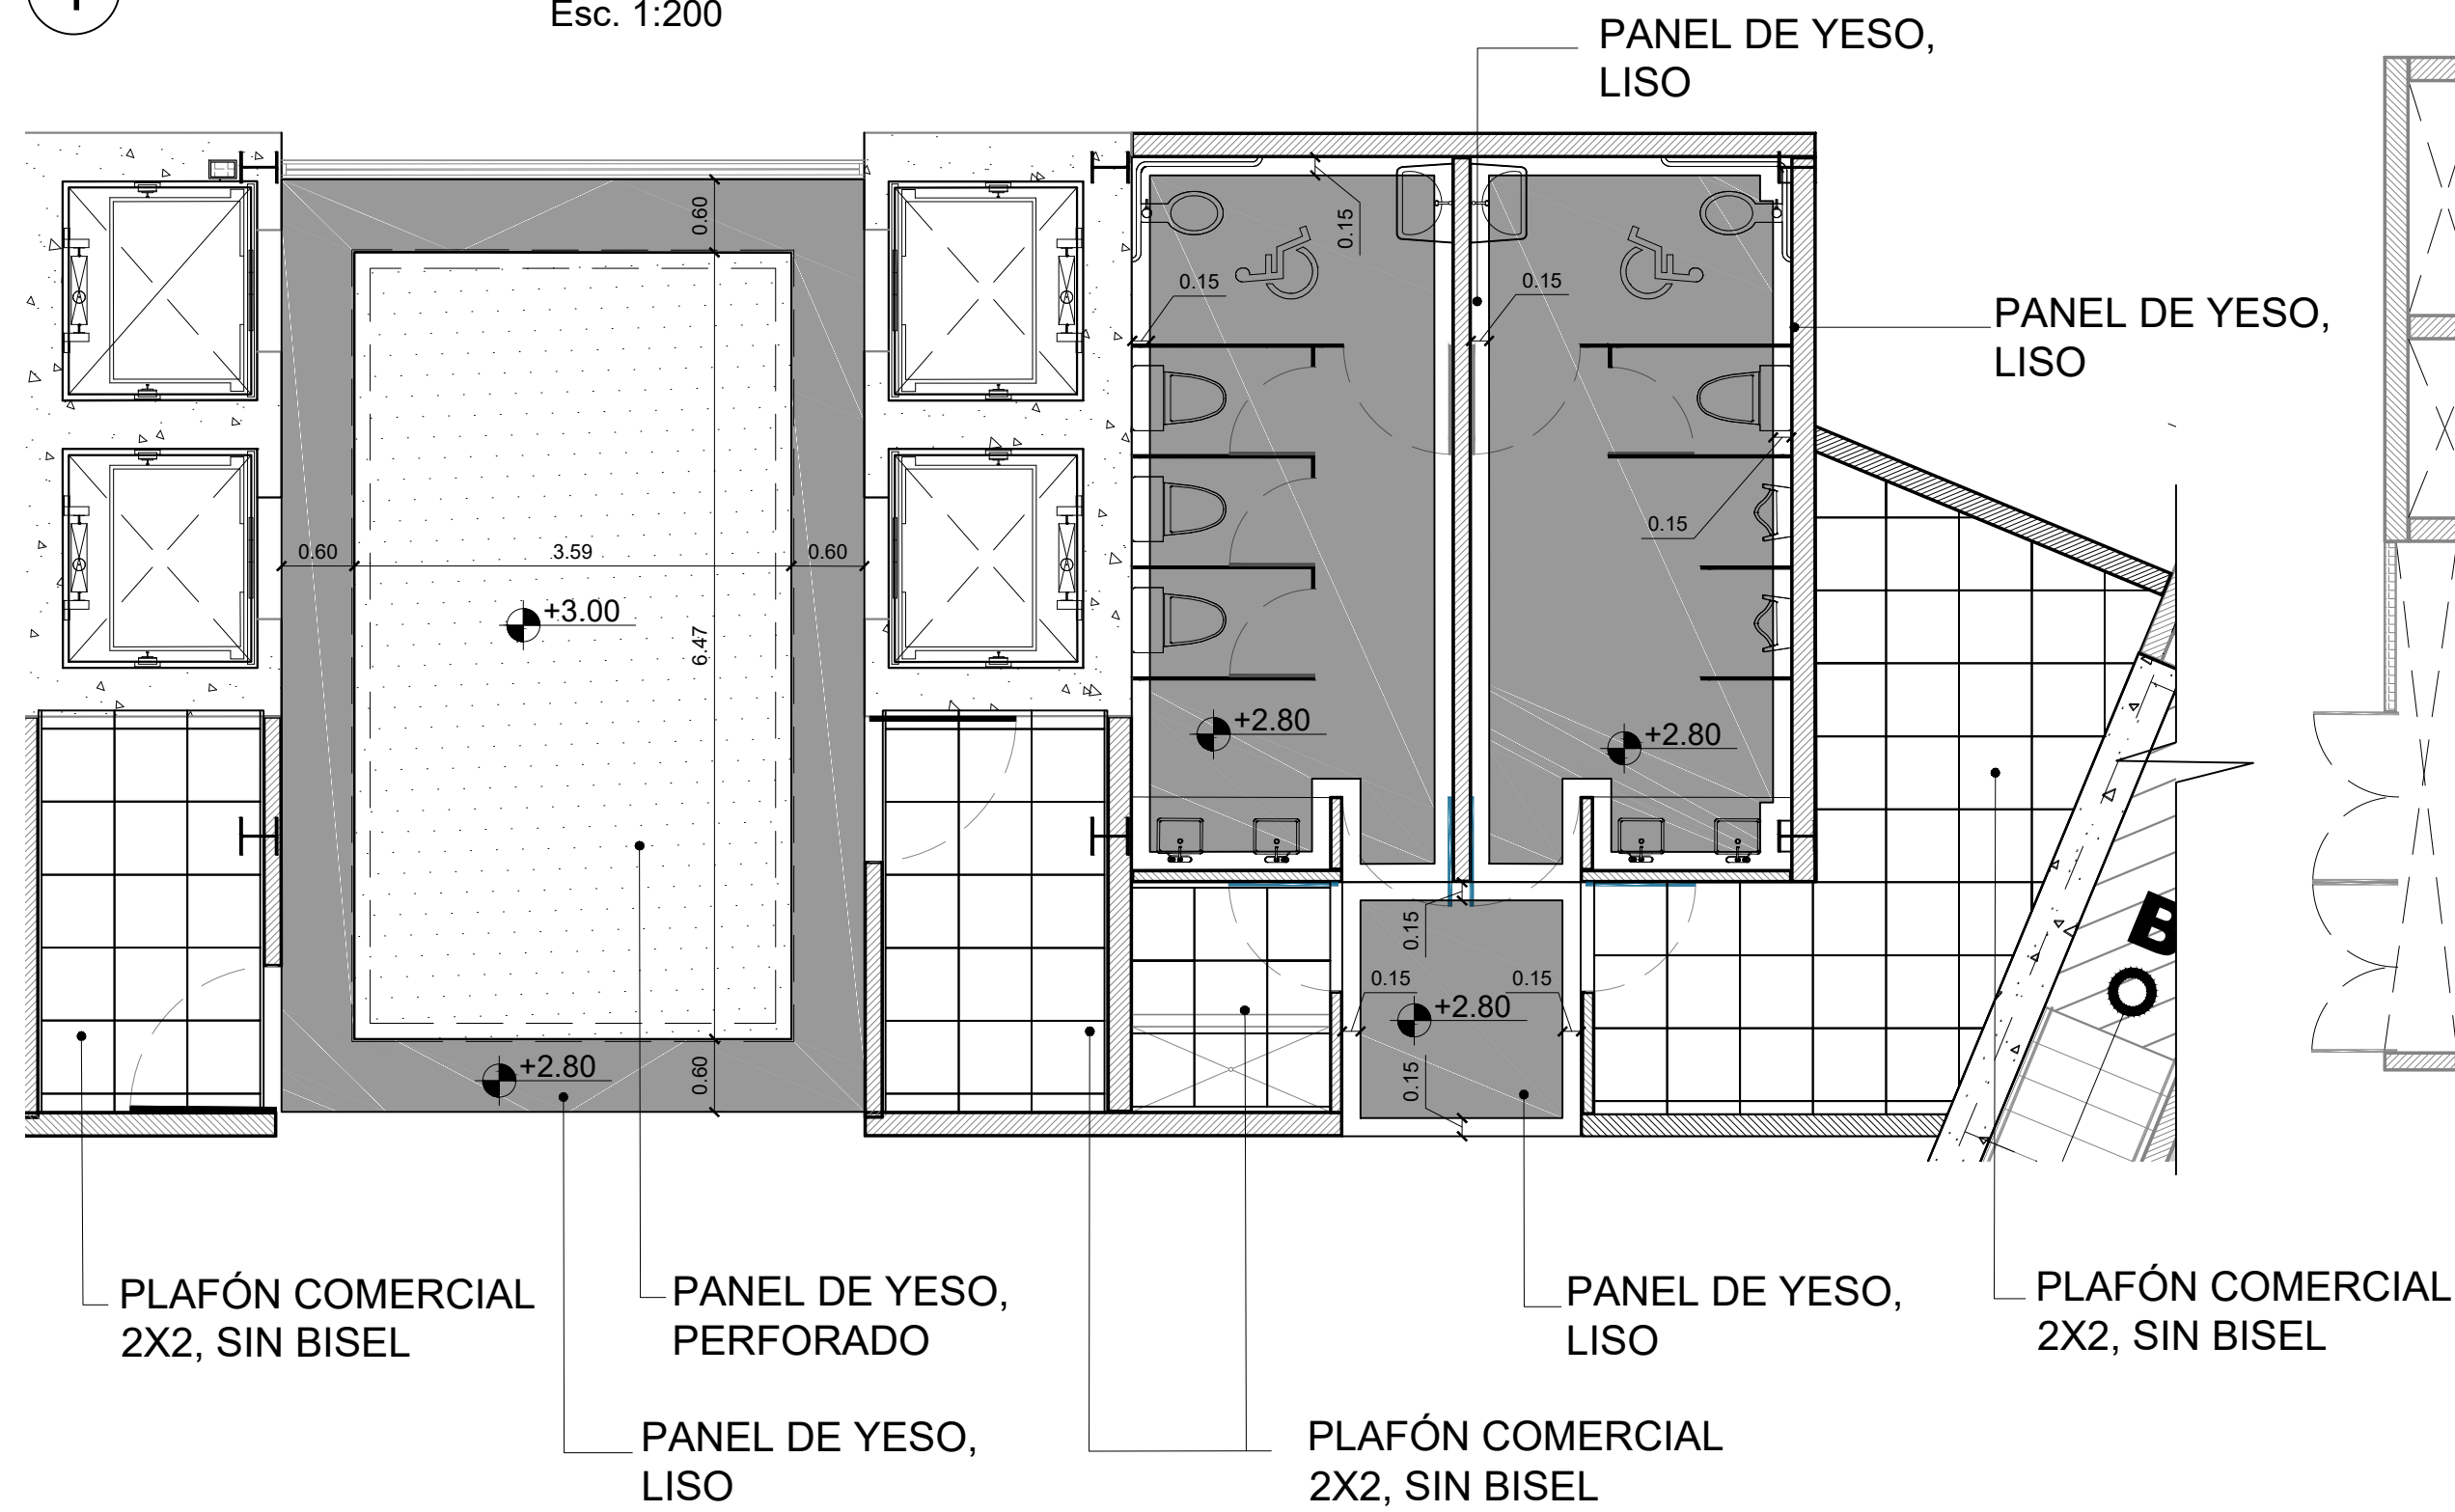 Esc. 1:200
PANEL DE YESO,
LISO
PANEL DE YESO,
LISO
0.60
0.15
0.15
0.15
0.15
0.60
3.59
0.60
+3.00
6.47
+2.80
+2.80
0.15
0.15
0.15
+2.80
0.15
+2.80
0.60
B
O
PLAFÓN COMERCIAL
2X2, SIN BISEL
PANEL DE YESO,
PERFORADO
PANEL DE YESO,
LISO
PLAFÓN COMERCIAL
2X2, SIN BISEL
PANEL DE YESO,
LISO
PLAFÓN COMERCIAL
2X2, SIN BISEL